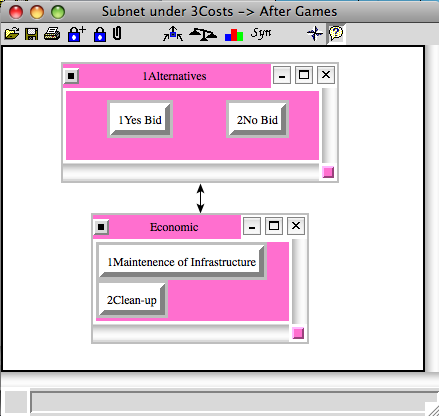 Subnet under 3Costs -> After Games
Syn
1Alternatives
1Yes Bid
2No Bid
Economic
1Maintenence of Infrastructure
2Clean-up